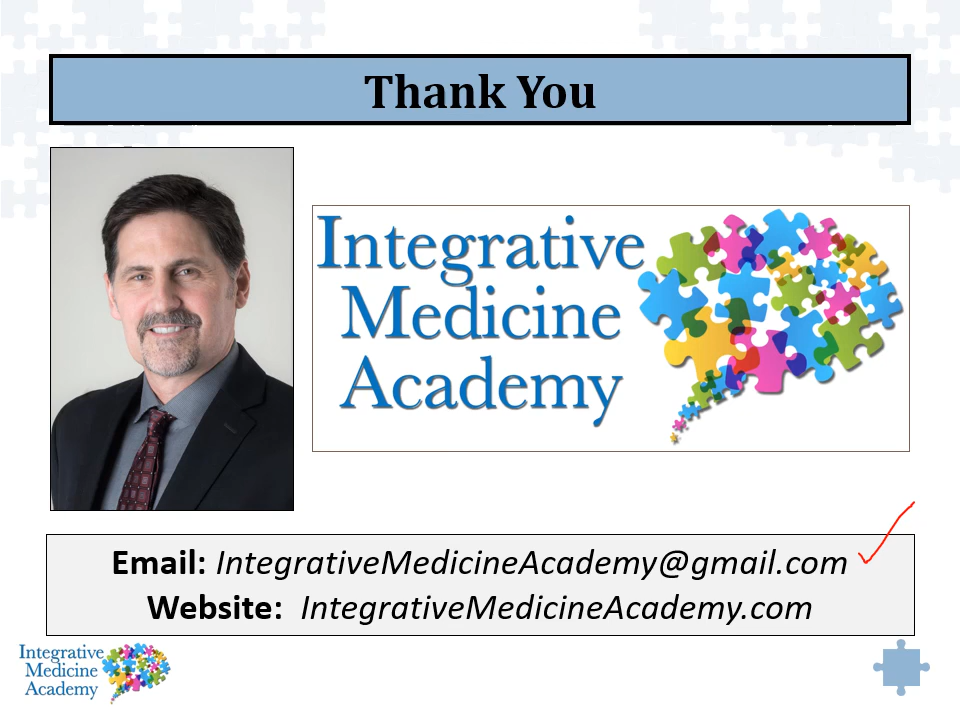 Thank You
Integrative
Medicine
Academy
Email: IntegrativeMedicineAcademy@gmail.com
Website: IntegrativeMedicineAcademy.com
Integrative
Medicine
Academy